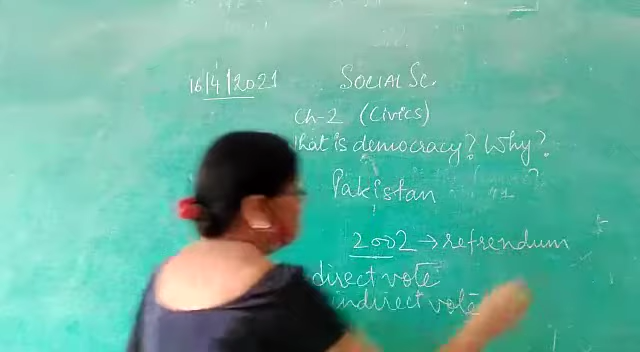 16/4/2021 SOCIAL SC.
Ch-2 (Civics)
hat is democracy? Why?
Pakistan
2002 → refrendum
direct vote
indirect vote